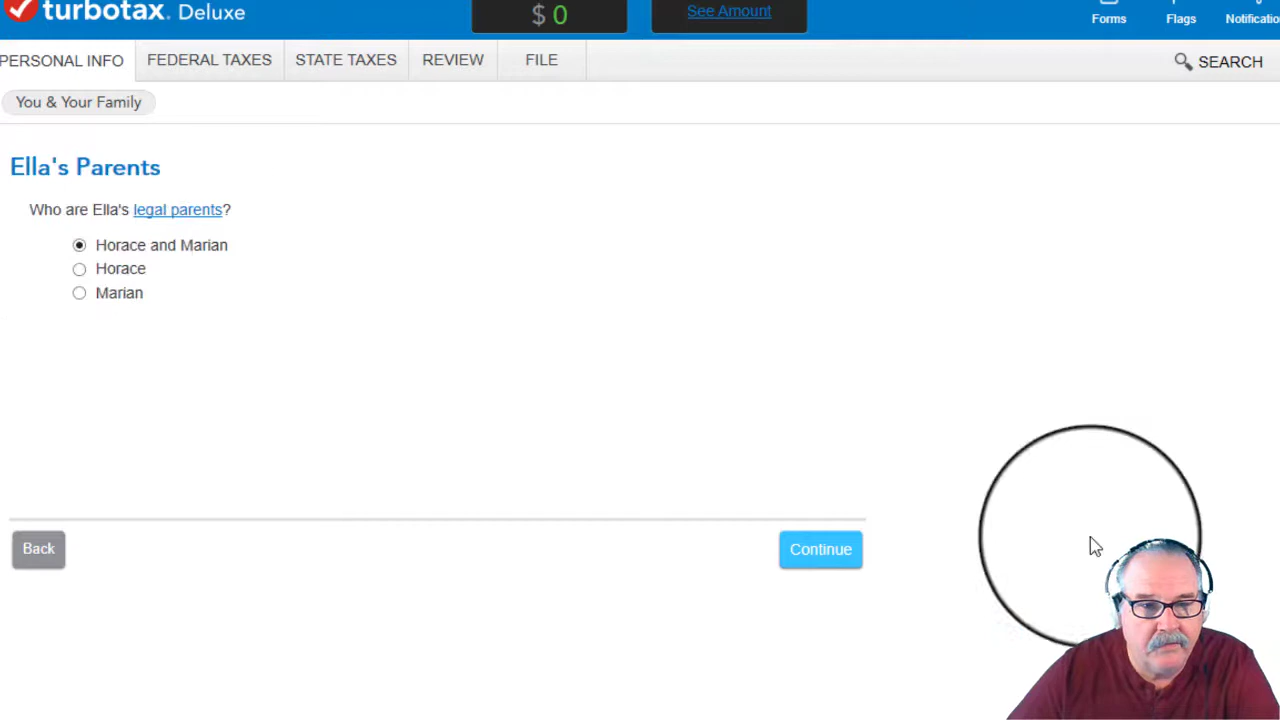 turbotax Deluxe
$ 0
See Amount
Forms
Flags
Notificatio
PERSONAL INFO
FEDERAL TAXES
STATE TAXES
REVIEW
FILE
SEARCH
You & Your Family
Ella's Parents
Who are Ella's legal parents?
Horace and Marian
Horace
Marian
Back
Continue